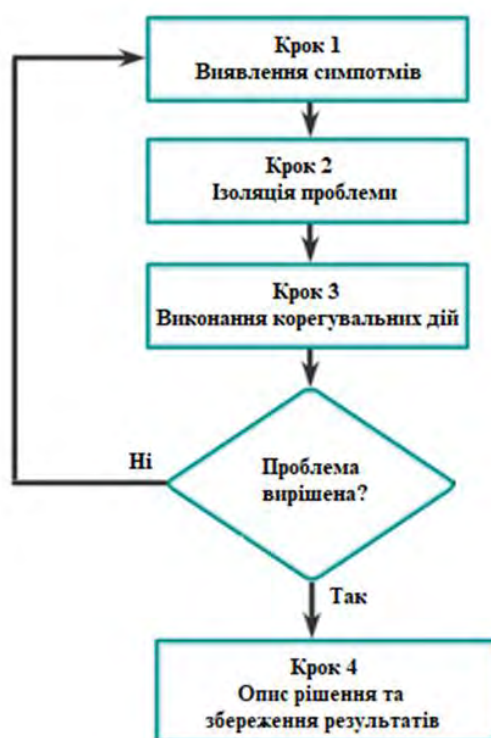 Крок 1
Виявлення симпотмів
Крок 2
Ізоляція проблеми
Крок 3
Виконання корегувальних дій
Ні
Проблема
вирішена?
Так
Крок 4
Опис рішення та
збереження результатів